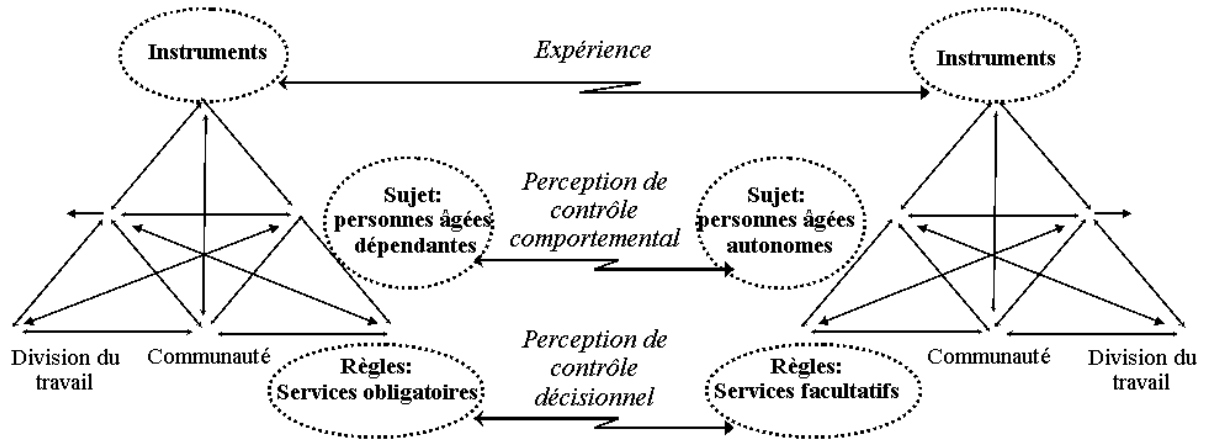 Instruments
Expérience
Instruments
Sujet:
personnes âgées
dépendantes
Perception de
contrôle
comportemental
Sujet:
personnes âgées
autonomes
Division du
travail
Communauté
Règles:
Services obligatoires
Perception de
contrôle
décisionnel
Règles:
Services facultatifs
Communauté
Division du
travail